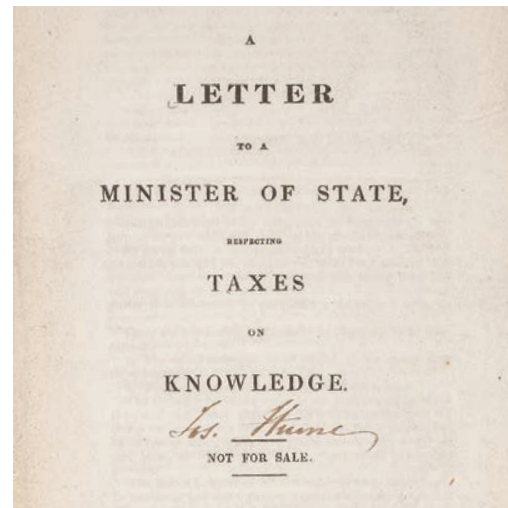 A
LETTER
TO A
MINISTER OF STATE,
RESPECTING
TAXES
ON
KNOWLEDGE.
Jos. Hume
NOT FOR SALE.